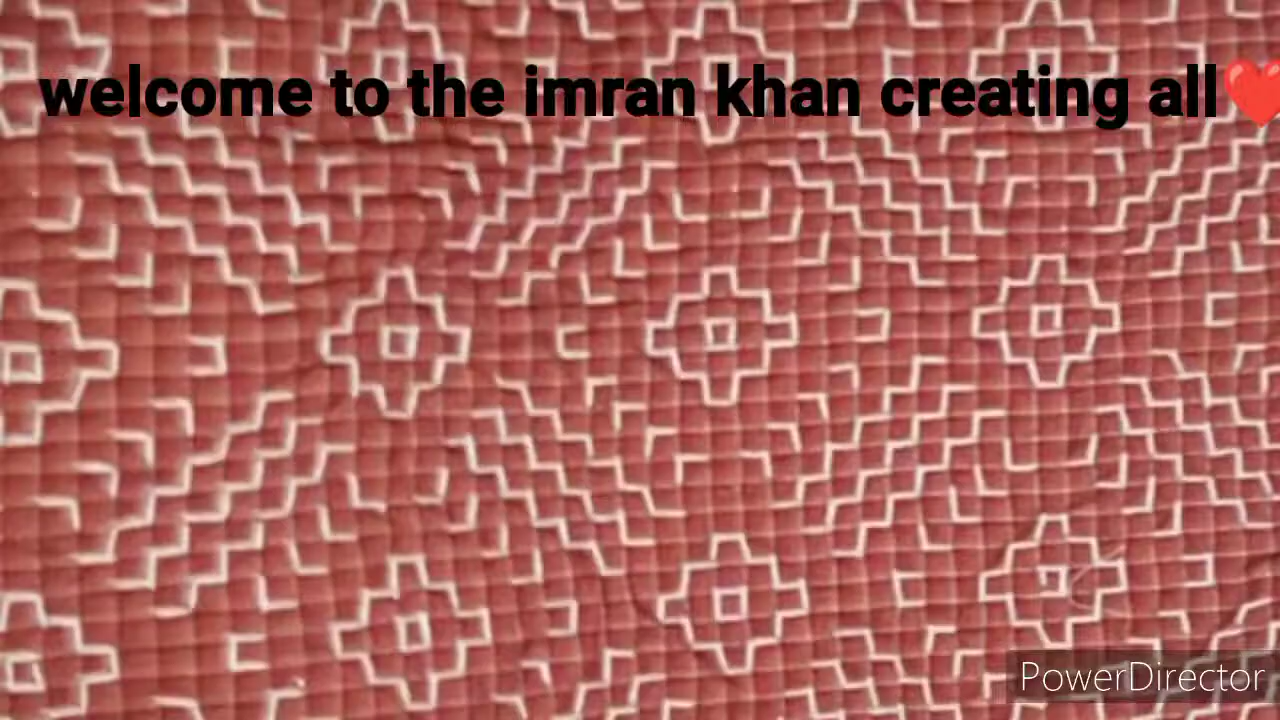 welcome to the imran khan creating all❤️
PowerDirector